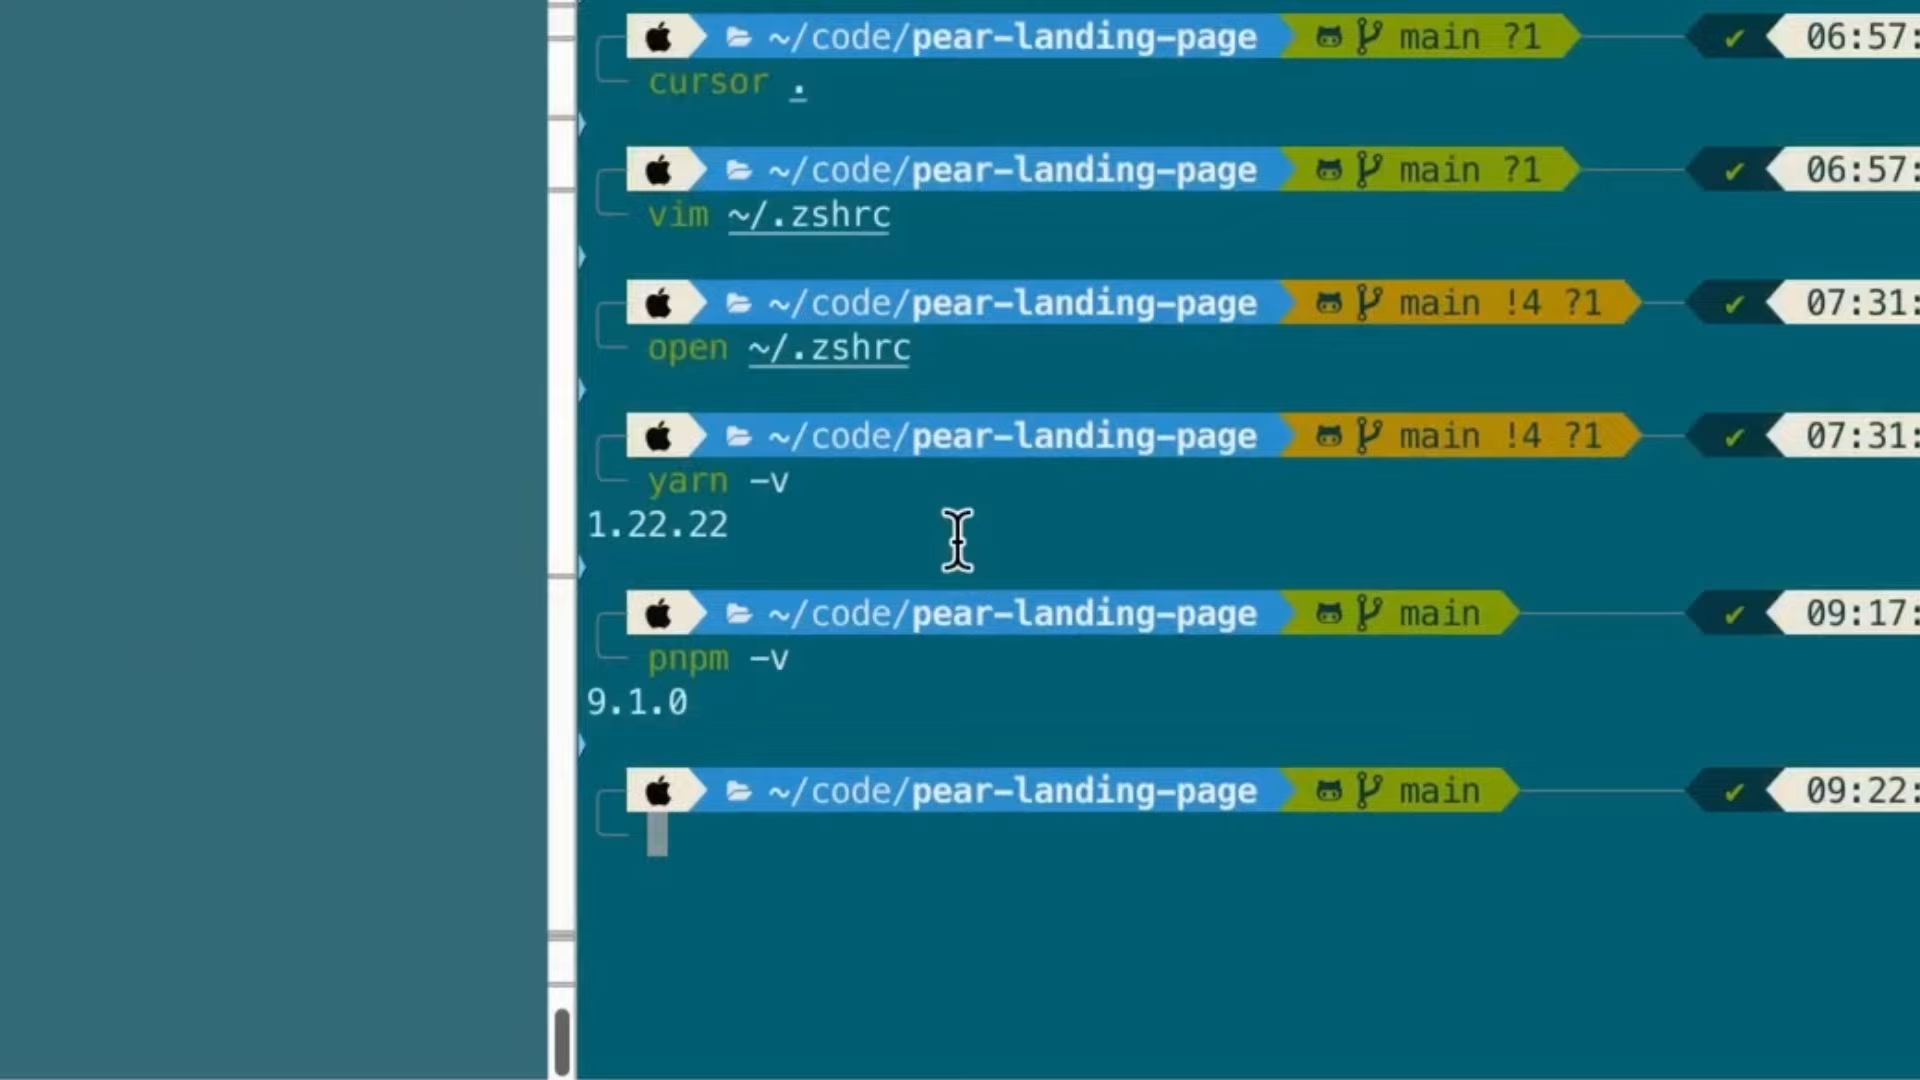 ~/code/pear-landing-page main ?1 ✔ 06:57:
cursor .
~/code/pear-landing-page main ?1 ✔ 06:57:
vim ~/.zshrc
~/code/pear-landing-page main !4 ?1 ✔ 07:31:
open ~/.zshrc
~/code/pear-landing-page main !4 ?1 ✔ 07:31:
yarn -v
1.22.22
~/code/pear-landing-page main ✔ 09:17:
pnpm -v
9.1.0
~/code/pear-landing-page main ✔ 09:22: